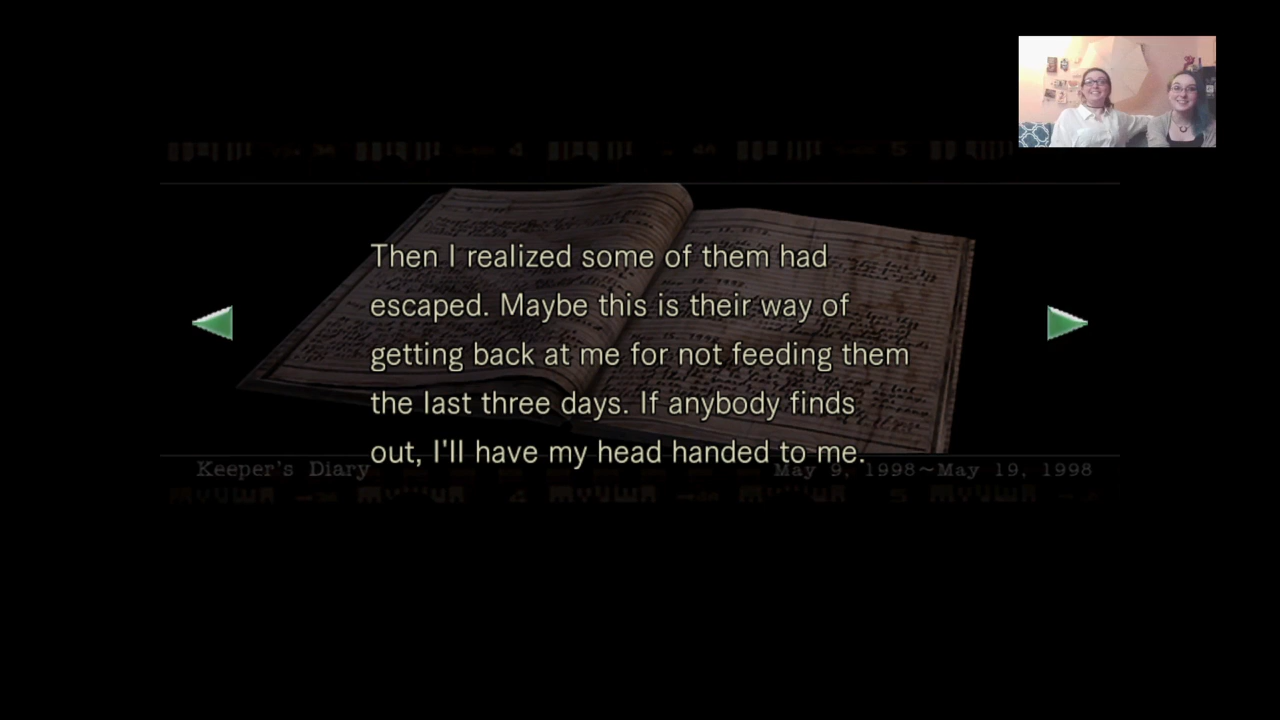 Then I realized some of them had
escaped. Maybe this is their way of
getting back at me for not feeding them
the last three days. If anybody finds
out, I'll have my head handed to me.
Keeper's Diary
May 9, 1998~May 19, 1998